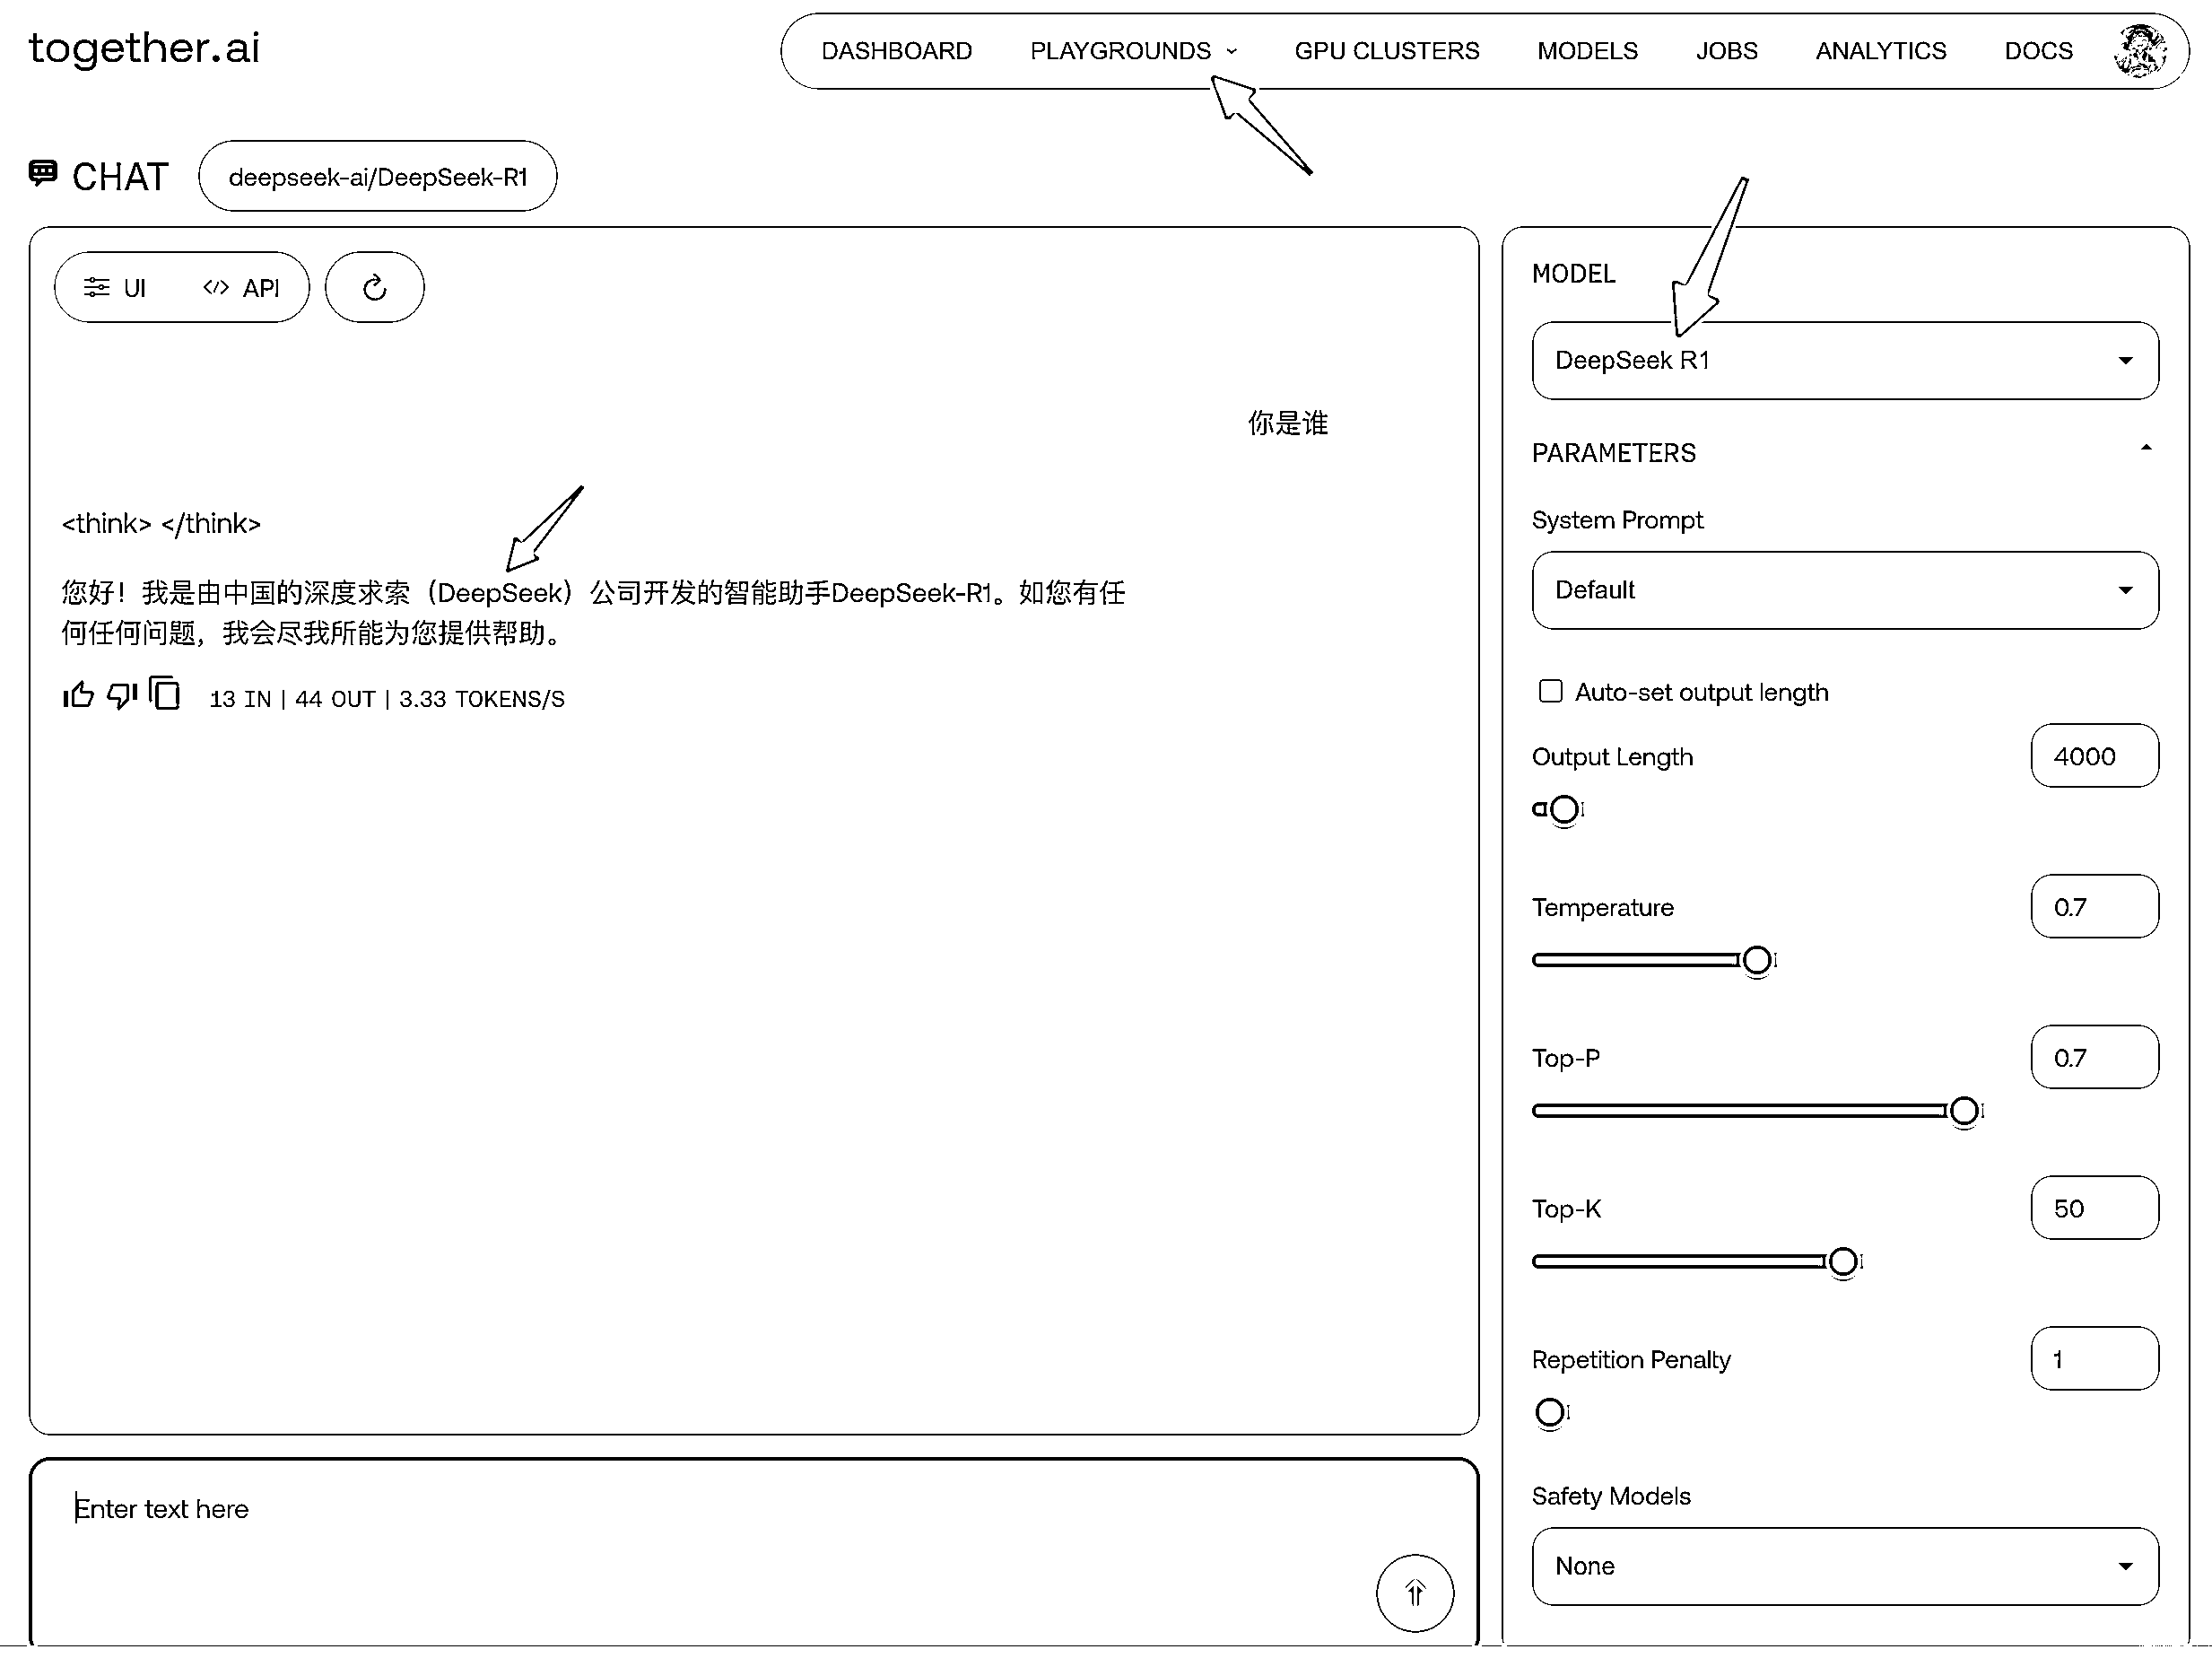 together.ai
DASHBOARD PLAYGROUNDS GPU CLUSTERS MODELS JOBS ANALYTICS DOCS
CHAT deepseek-ai/DeepSeek-R1
UI API
你是谁
<think> </think>
您好！我是由中国的深度求索（DeepSeek）公司开发的智能助手DeepSeek-R1。如您有任
何任何问题，我会尽我所能为您提供帮助。
13 IN | 44 OUT | 3.33 TOKENS/S
Enter text here
MODEL
DeepSeek R1
PARAMETERS
System Prompt
Default
Auto-set output length
Output Length 4000
Temperature 0.7
Top-P 0.7
Top-K 50
Repetition Penalty 1
Safety Models
None